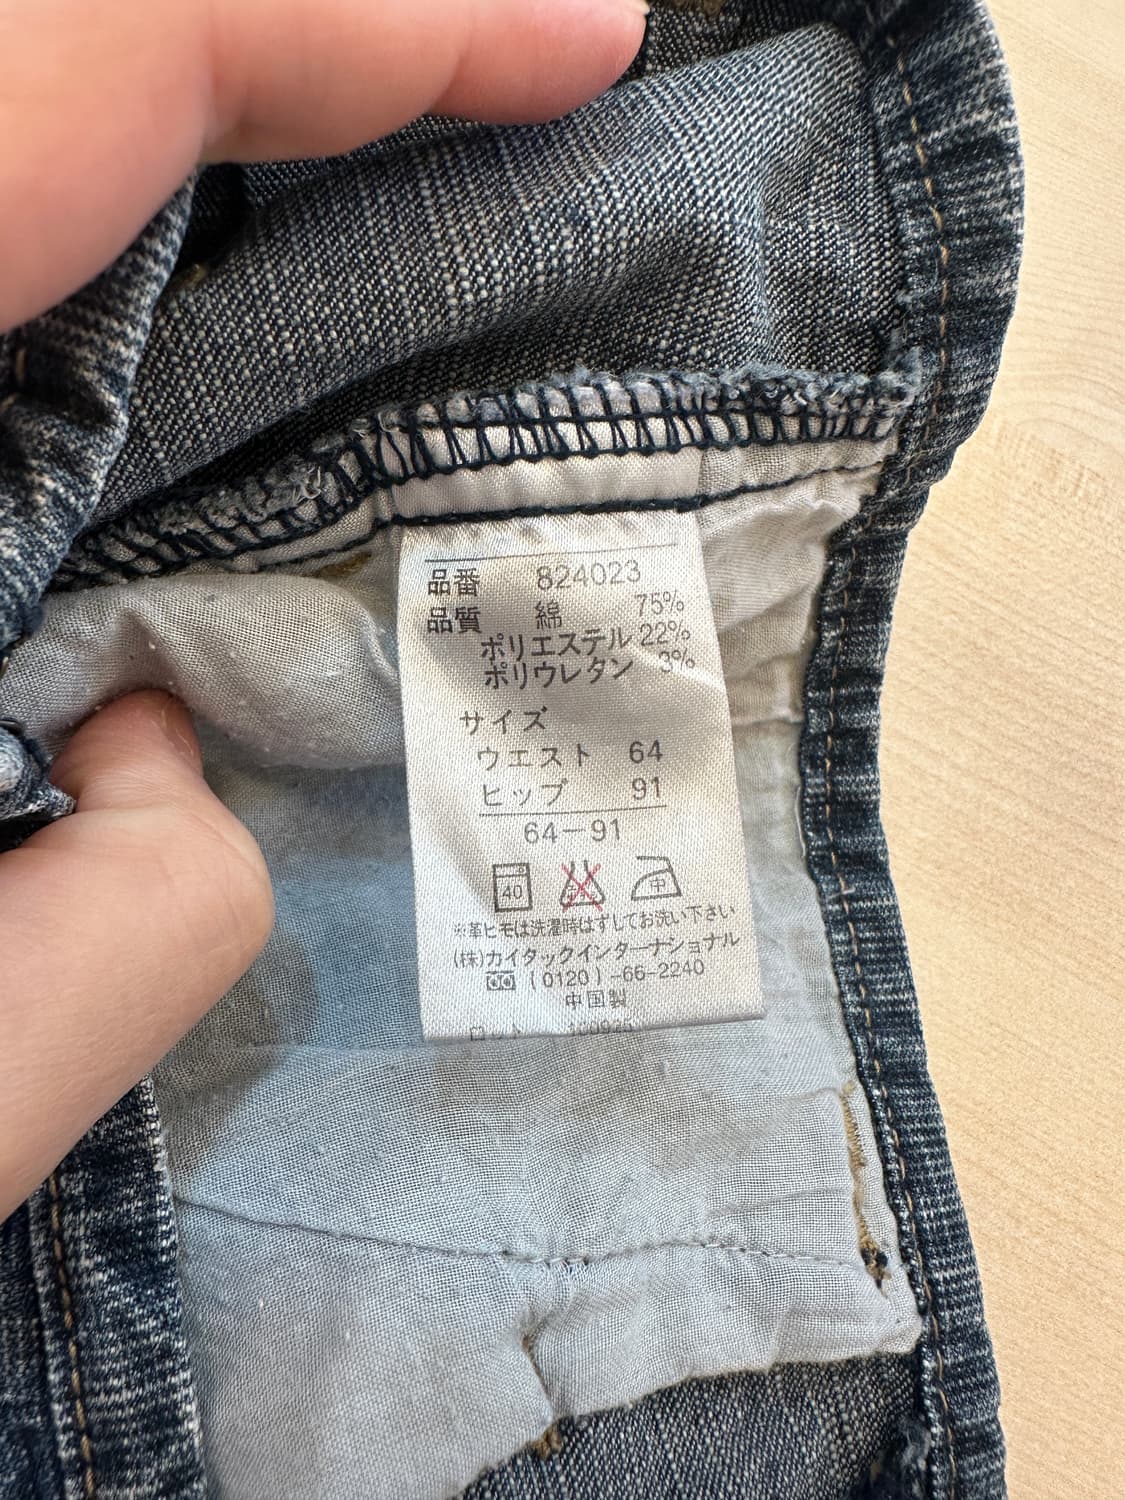 品番 824023
品質 綿 75%
ポリエステル 22%
ポリウレタン 3%
サイズ
ウエスト 64
ヒップ 91
64-91
40 中
※革ヒモは洗濯時はずしてお洗い下さい
(株)カイタックインターナショナル
(0120)-66-2240
中国製
ロット